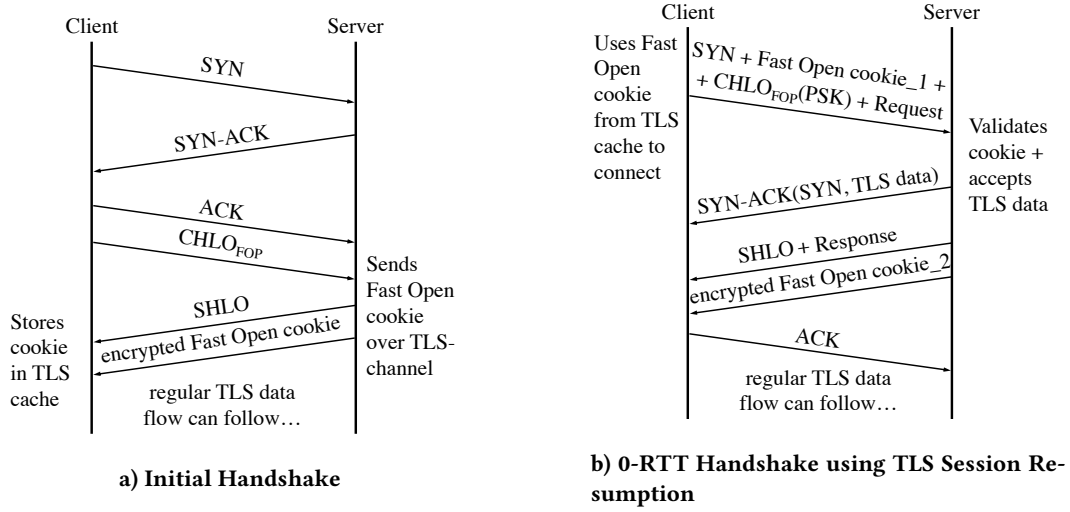 Client
Server
SYN
SYN-ACK
ACK
CHLO_FOP
Sends
Fast Open
cookie
over TLS-
channel
SHLO
encrypted Fast Open cookie
Stores
cookie
in TLS
cache
regular TLS data
flow can follow…
a) Initial Handshake
Client
Server
Uses Fast
Open
cookie
from TLS
cache to
connect
SYN + Fast Open cookie_1 +
+ CHLO_FOP(PSK) + Request
Validates
cookie +
accepts
TLS data
SYN-ACK(SYN, TLS data)
SHLO + Response
encrypted Fast Open cookie_2
ACK
regular TLS data
flow can follow…
b) 0-RTT Handshake using TLS Session Re-
sumption